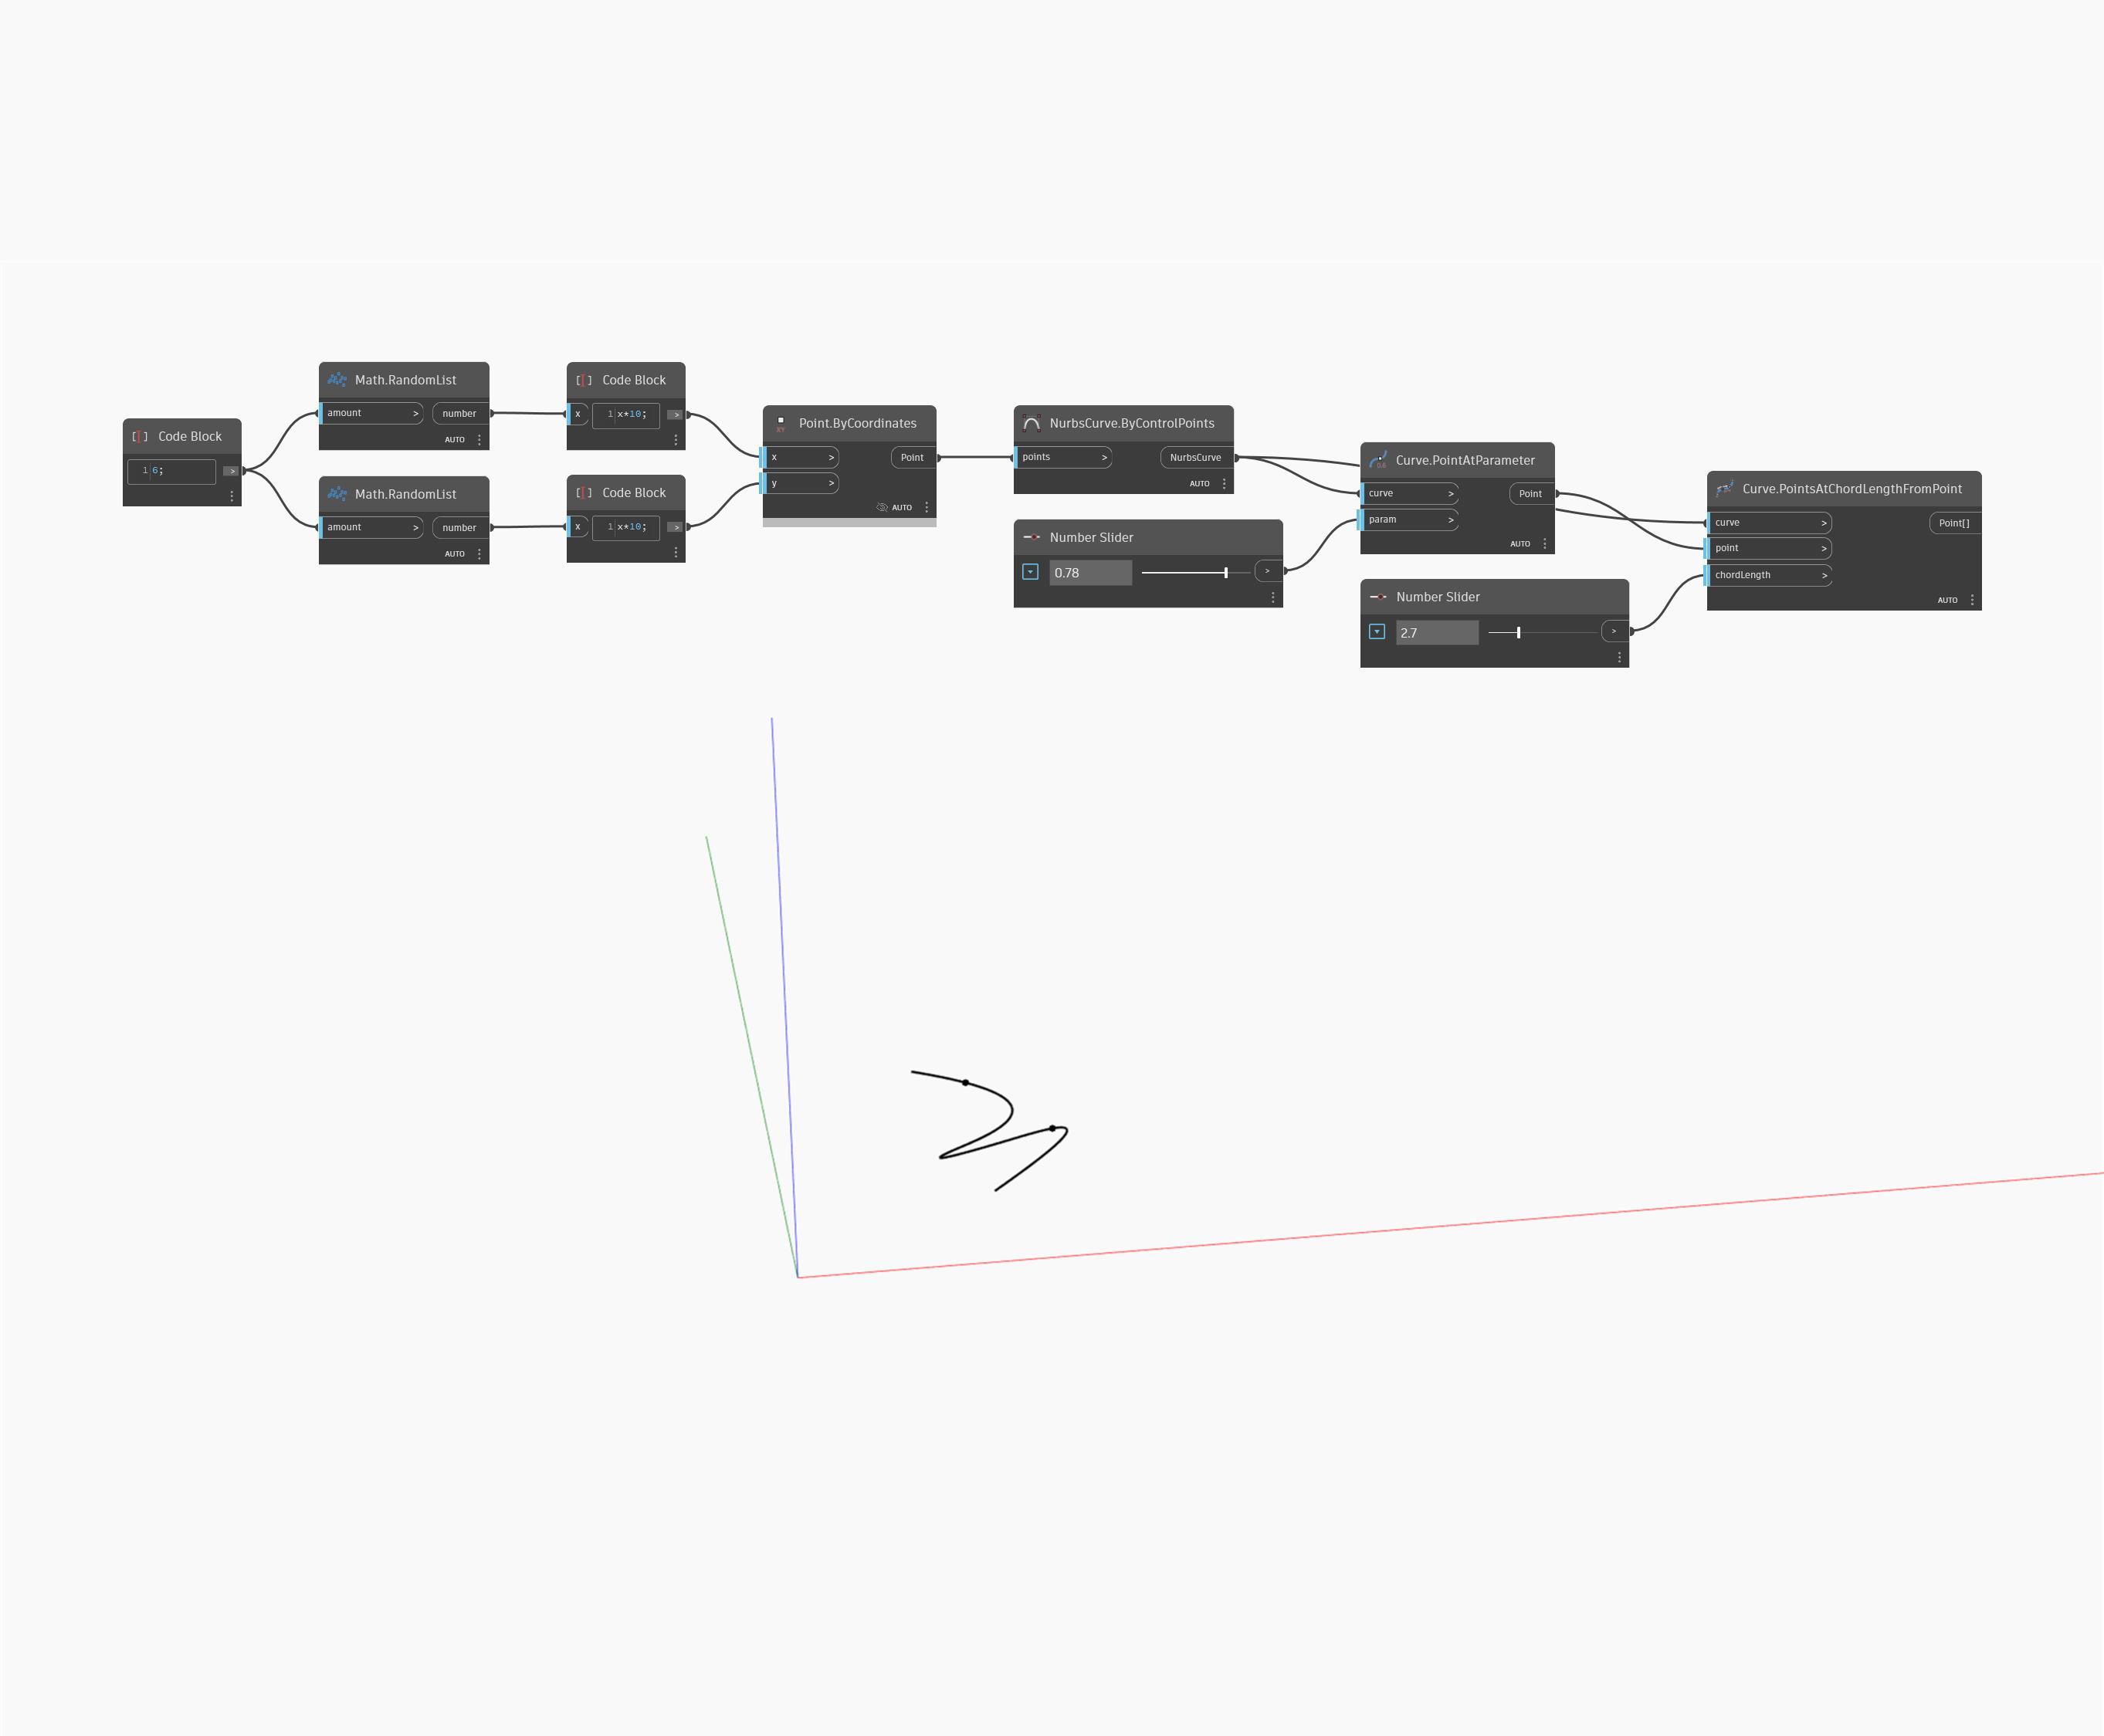 Code Block
1 6;
>
Math.RandomList
amount > number
AUTO
Math.RandomList
amount > number
AUTO
Code Block
x 1 x*10; >
Code Block
x 1 x*10; >
Point.ByCoordinates
x > Point
y >
AUTO
NurbsCurve.ByControlPoints
points > NurbsCurve
AUTO
Number Slider
0.78 >
Curve.PointAtParameter
curve > Point
param >
AUTO
Number Slider
2.7 >
Curve.PointsAtChordLengthFromPoint
curve > Point[]
point >
chordLength >
AUTO